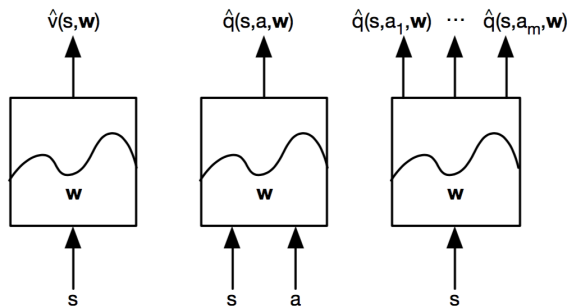 v̂(s,w) q̂(s,a,w) q̂(s,a₁,w) ··· q̂(s,aₘ,w)
w w w
s s a s